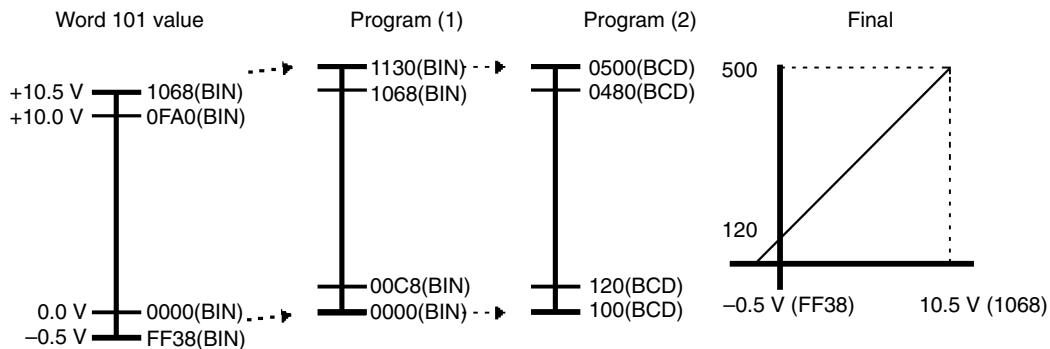 Word 101 value
Program (1)
Program (2)
Final
+10.5 V
1068(BIN)
+10.0 V
0FA0(BIN)
0.0 V
0000(BIN)
−0.5 V
FF38(BIN)
1130(BIN)
1068(BIN)
00C8(BIN)
0000(BIN)
0500(BCD)
0480(BCD)
120(BCD)
100(BCD)
500
120
−0.5 V (FF38)
10.5 V (1068)